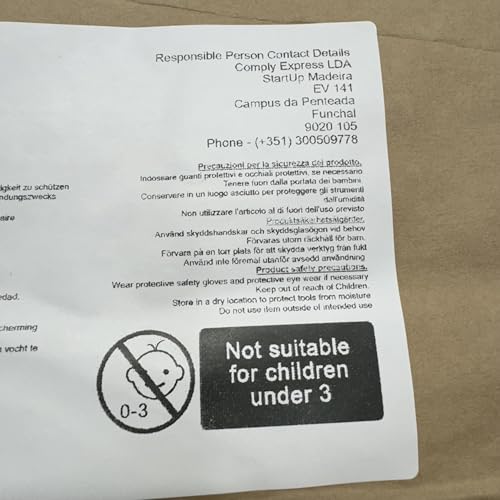 Responsible Person Contact Details
Comply Express LDA
StartUp Madeira
EV 141
Campus da Penteada
Funchal
9020 105
Phone - (+351) 300509778
Precauzioni per la sicurezza del prodotto.
Indossare guanti protettivi e occhiali protettivi, se necessario
Tenere fuori dalla portata dei bambini.
Conservere in un luogo asciutto per proteggere gli strumenti
dall'umidità
Non utilizzare l'articolo al di fuori dell'uso previsto
Produktsäkerhetsåtgärder.
Använd skyddshandskar och skyddsglasögon vid behov
Förvaras utom räckhåll för barn.
Förvara på en torr plats för att skydda verktyg från fukt
Använd inte föremål utanför avsedd användning
Product safety precautions.
Wear protective safety gloves and protective eye wear if necessary
Keep out of reach of Children.
Store in a dry location to protect tools from moisture
Do not use item outside of intended use
zu schützen
edad.
vocht te
0-3
Not suitable
for children
under 3